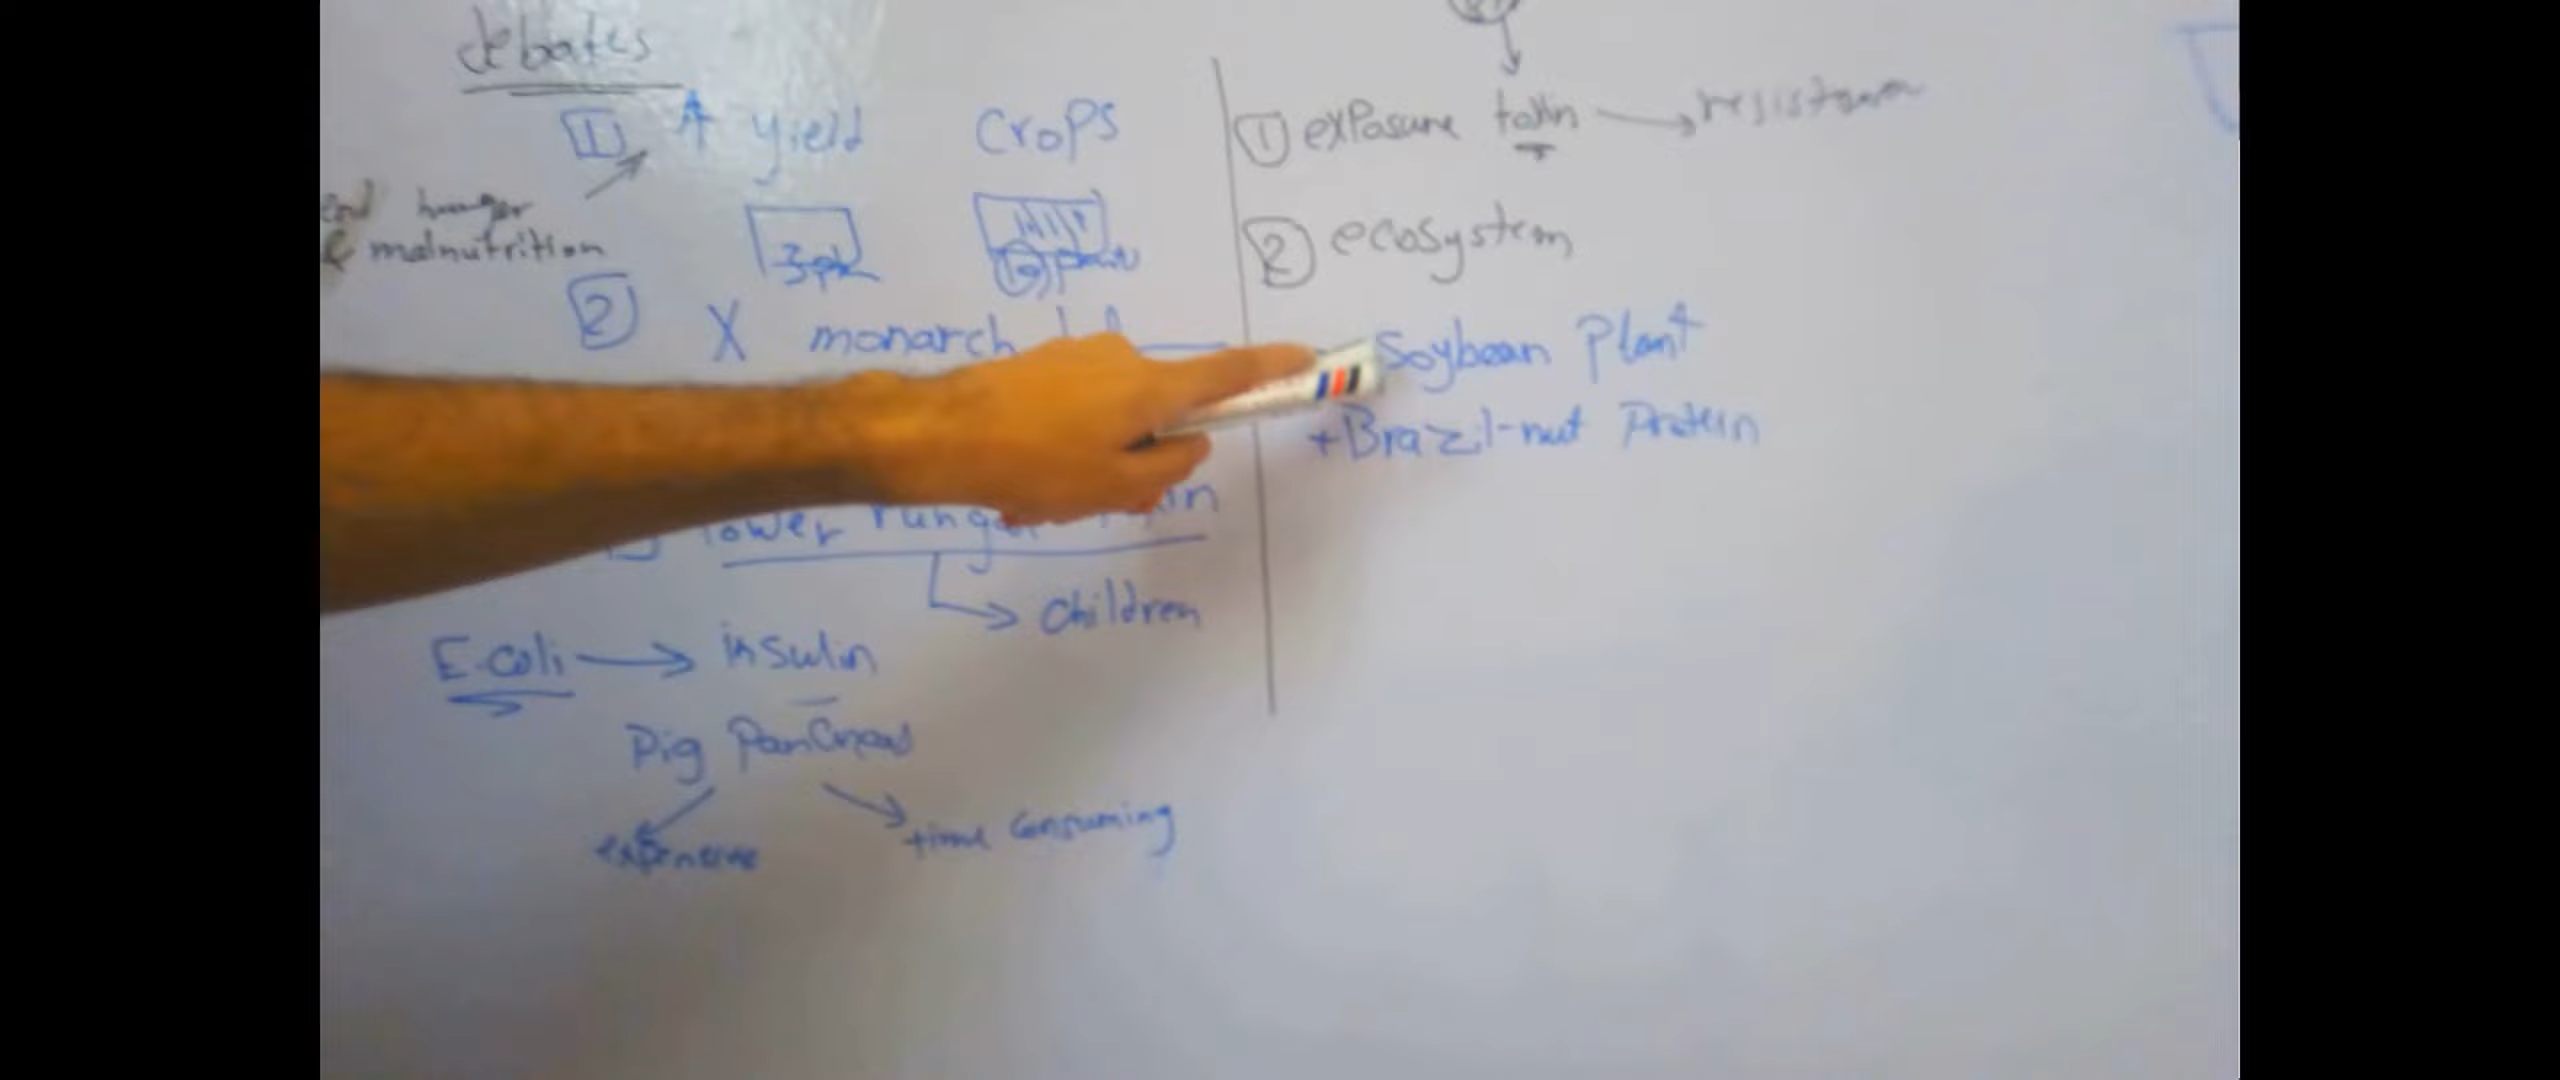 debates
1 ↑ yield crops
end hunger
& malnutrition
2 X monarch
lower fungal
→ children
E.coli → insulin
Pig Pancreas
expensive
time consuming
1 exposure toxin → resistance
2 ecosystem
Soybean Plant
+Brazil-nut Protein